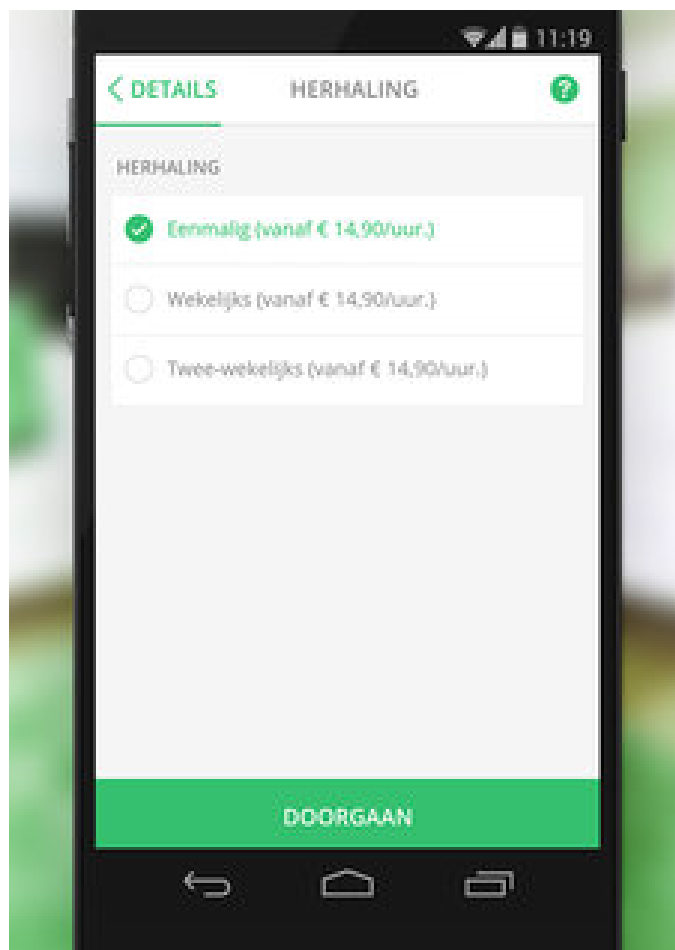 11:19
DETAILS HERHALING ?
HERHALING
Eenmalig (vanaf € 14,90/uur.)
Wekelijks (vanaf € 14,90/uur.)
Twee-wekelijks (vanaf € 14,90/uur.)
DOORGAAN